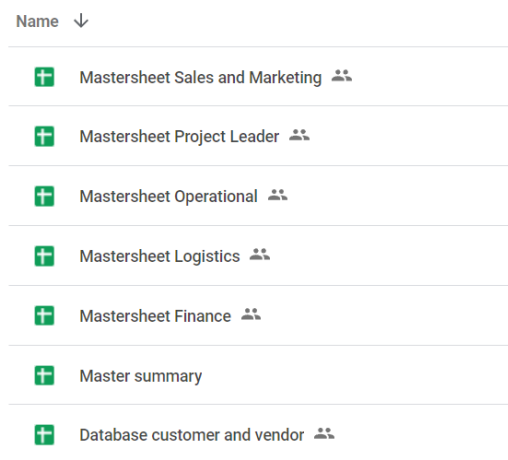 Name
Mastersheet Sales and Marketing
Mastersheet Project Leader
Mastersheet Operational
Mastersheet Logistics
Mastersheet Finance
Master summary
Database customer and vendor